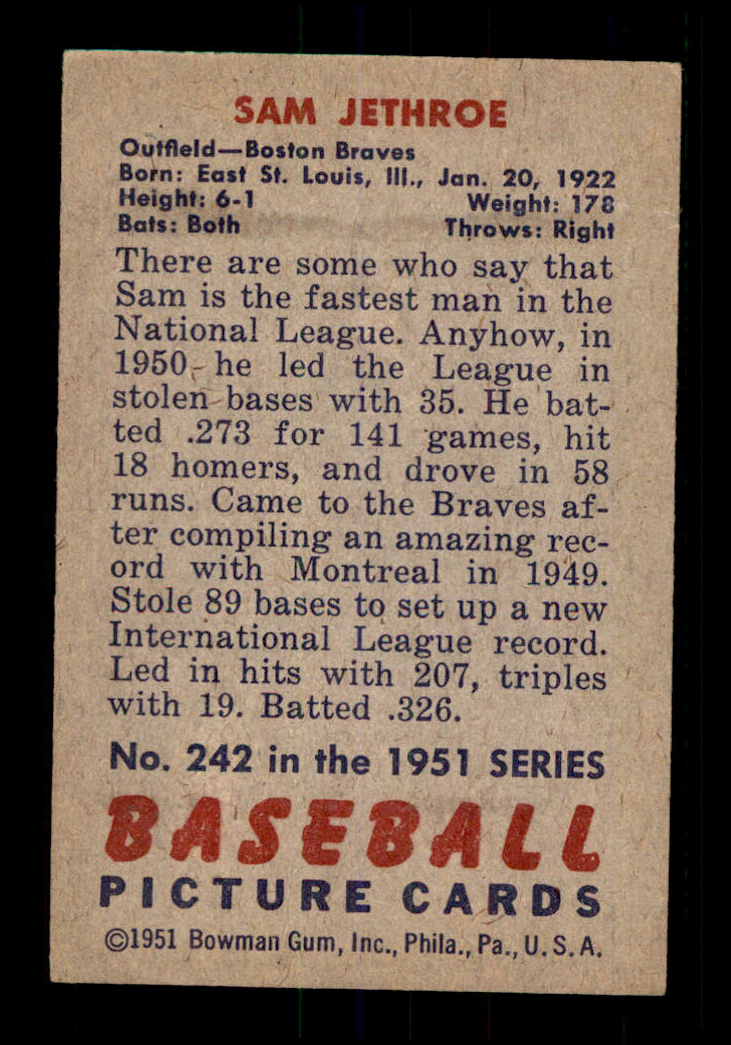 SAM JETHROE
Outfield—Boston Braves
Born: East St. Louis, Ill., Jan. 20, 1922
Height: 6-1 Weight: 178
Bats: Both Throws: Right
There are some who say that
Sam is the fastest man in the
National League. Anyhow, in
1950, he led the League in
stolen bases with 35. He bat-
ted .273 for 141 games, hit
18 homers, and drove in 58
runs. Came to the Braves af-
ter compiling an amazing rec-
ord with Montreal in 1949.
Stole 89 bases to set up a new
International League record.
Led in hits with 207, triples
with 19. Batted .326.
No. 242 in the 1951 SERIES
BASEBALL
PICTURE CARDS
©1951 Bowman Gum, Inc., Phila., Pa., U.S.A.